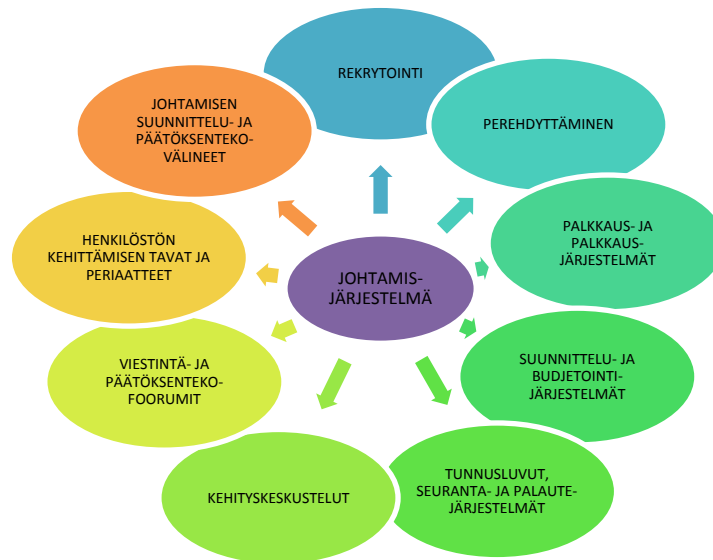 REKRYTOINTI
PEREHDYTTÄMINEN
PALKKAUS- JA
PALKKAUS-
JÄRJESTELMÄT
SUUNNITTELU- JA
BUDJETOINTI-
JÄRJESTELMÄT
TUNNUSLUVUT,
SEURANTA- JA PALAUTE-
JÄRJESTELMÄT
KEHITYSKESKUSTELUT
VIESTINTÄ- JA
PÄÄTÖKSENTEKO-
FOORUMIT
HENKILÖSTÖN
KEHITTÄMISEN TAVAT JA
PERIAATTEET
JOHTAMISEN
SUUNNITTELU- JA
PÄÄTÖKSENTEKO-
VÄLINEET
JOHTAMIS-
JÄRJESTELMÄ